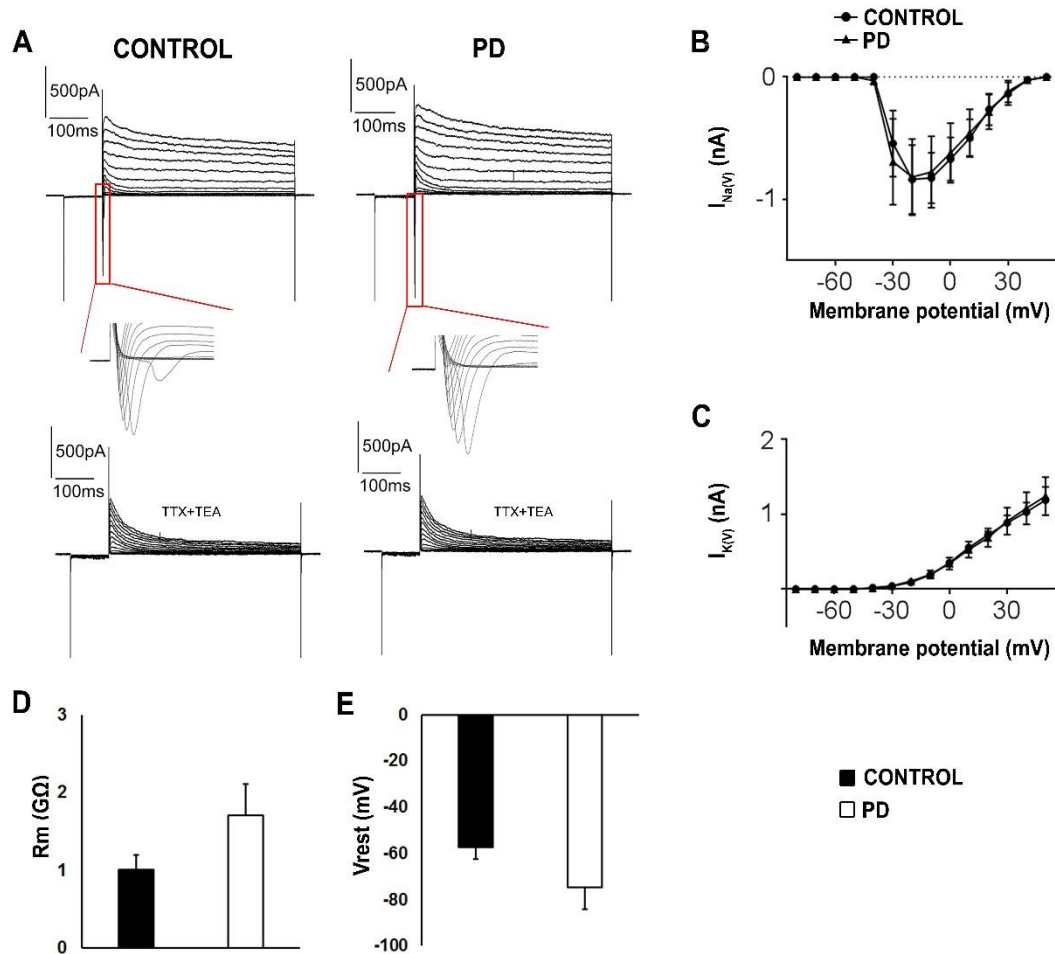 A
CONTROL
PD
500pA
100ms
500pA
100ms
500pA
100ms
TTX+TEA
500pA
100ms
TTX+TEA
B
CONTROL
PD
0
-1
I_Na(V) (nA)
-60 -30 0 30
Membrane potential (mV)
C
2
1
I_K(V) (nA)
-60 -30 0 30
Membrane potential (mV)
D
3
2
1
0
Rm (GΩ)
E
0
-20
-40
-60
-80
-100
Vrest (mV)
CONTROL
PD